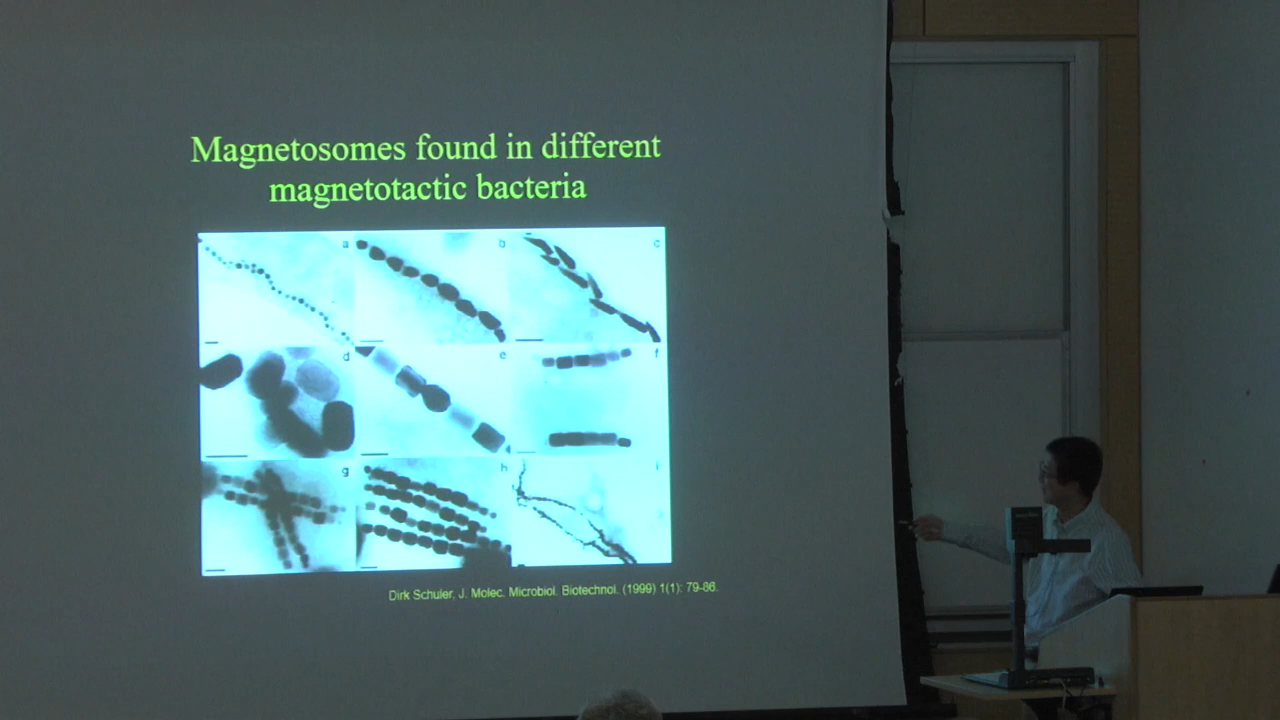 Magnetosomes found in different
magnetotactic bacteria
a
b
c
d
e
f
g
h
i
Dirk Schuler, J. Molec. Microbiol. Biotechnol. (1999) 1(1): 79-86.